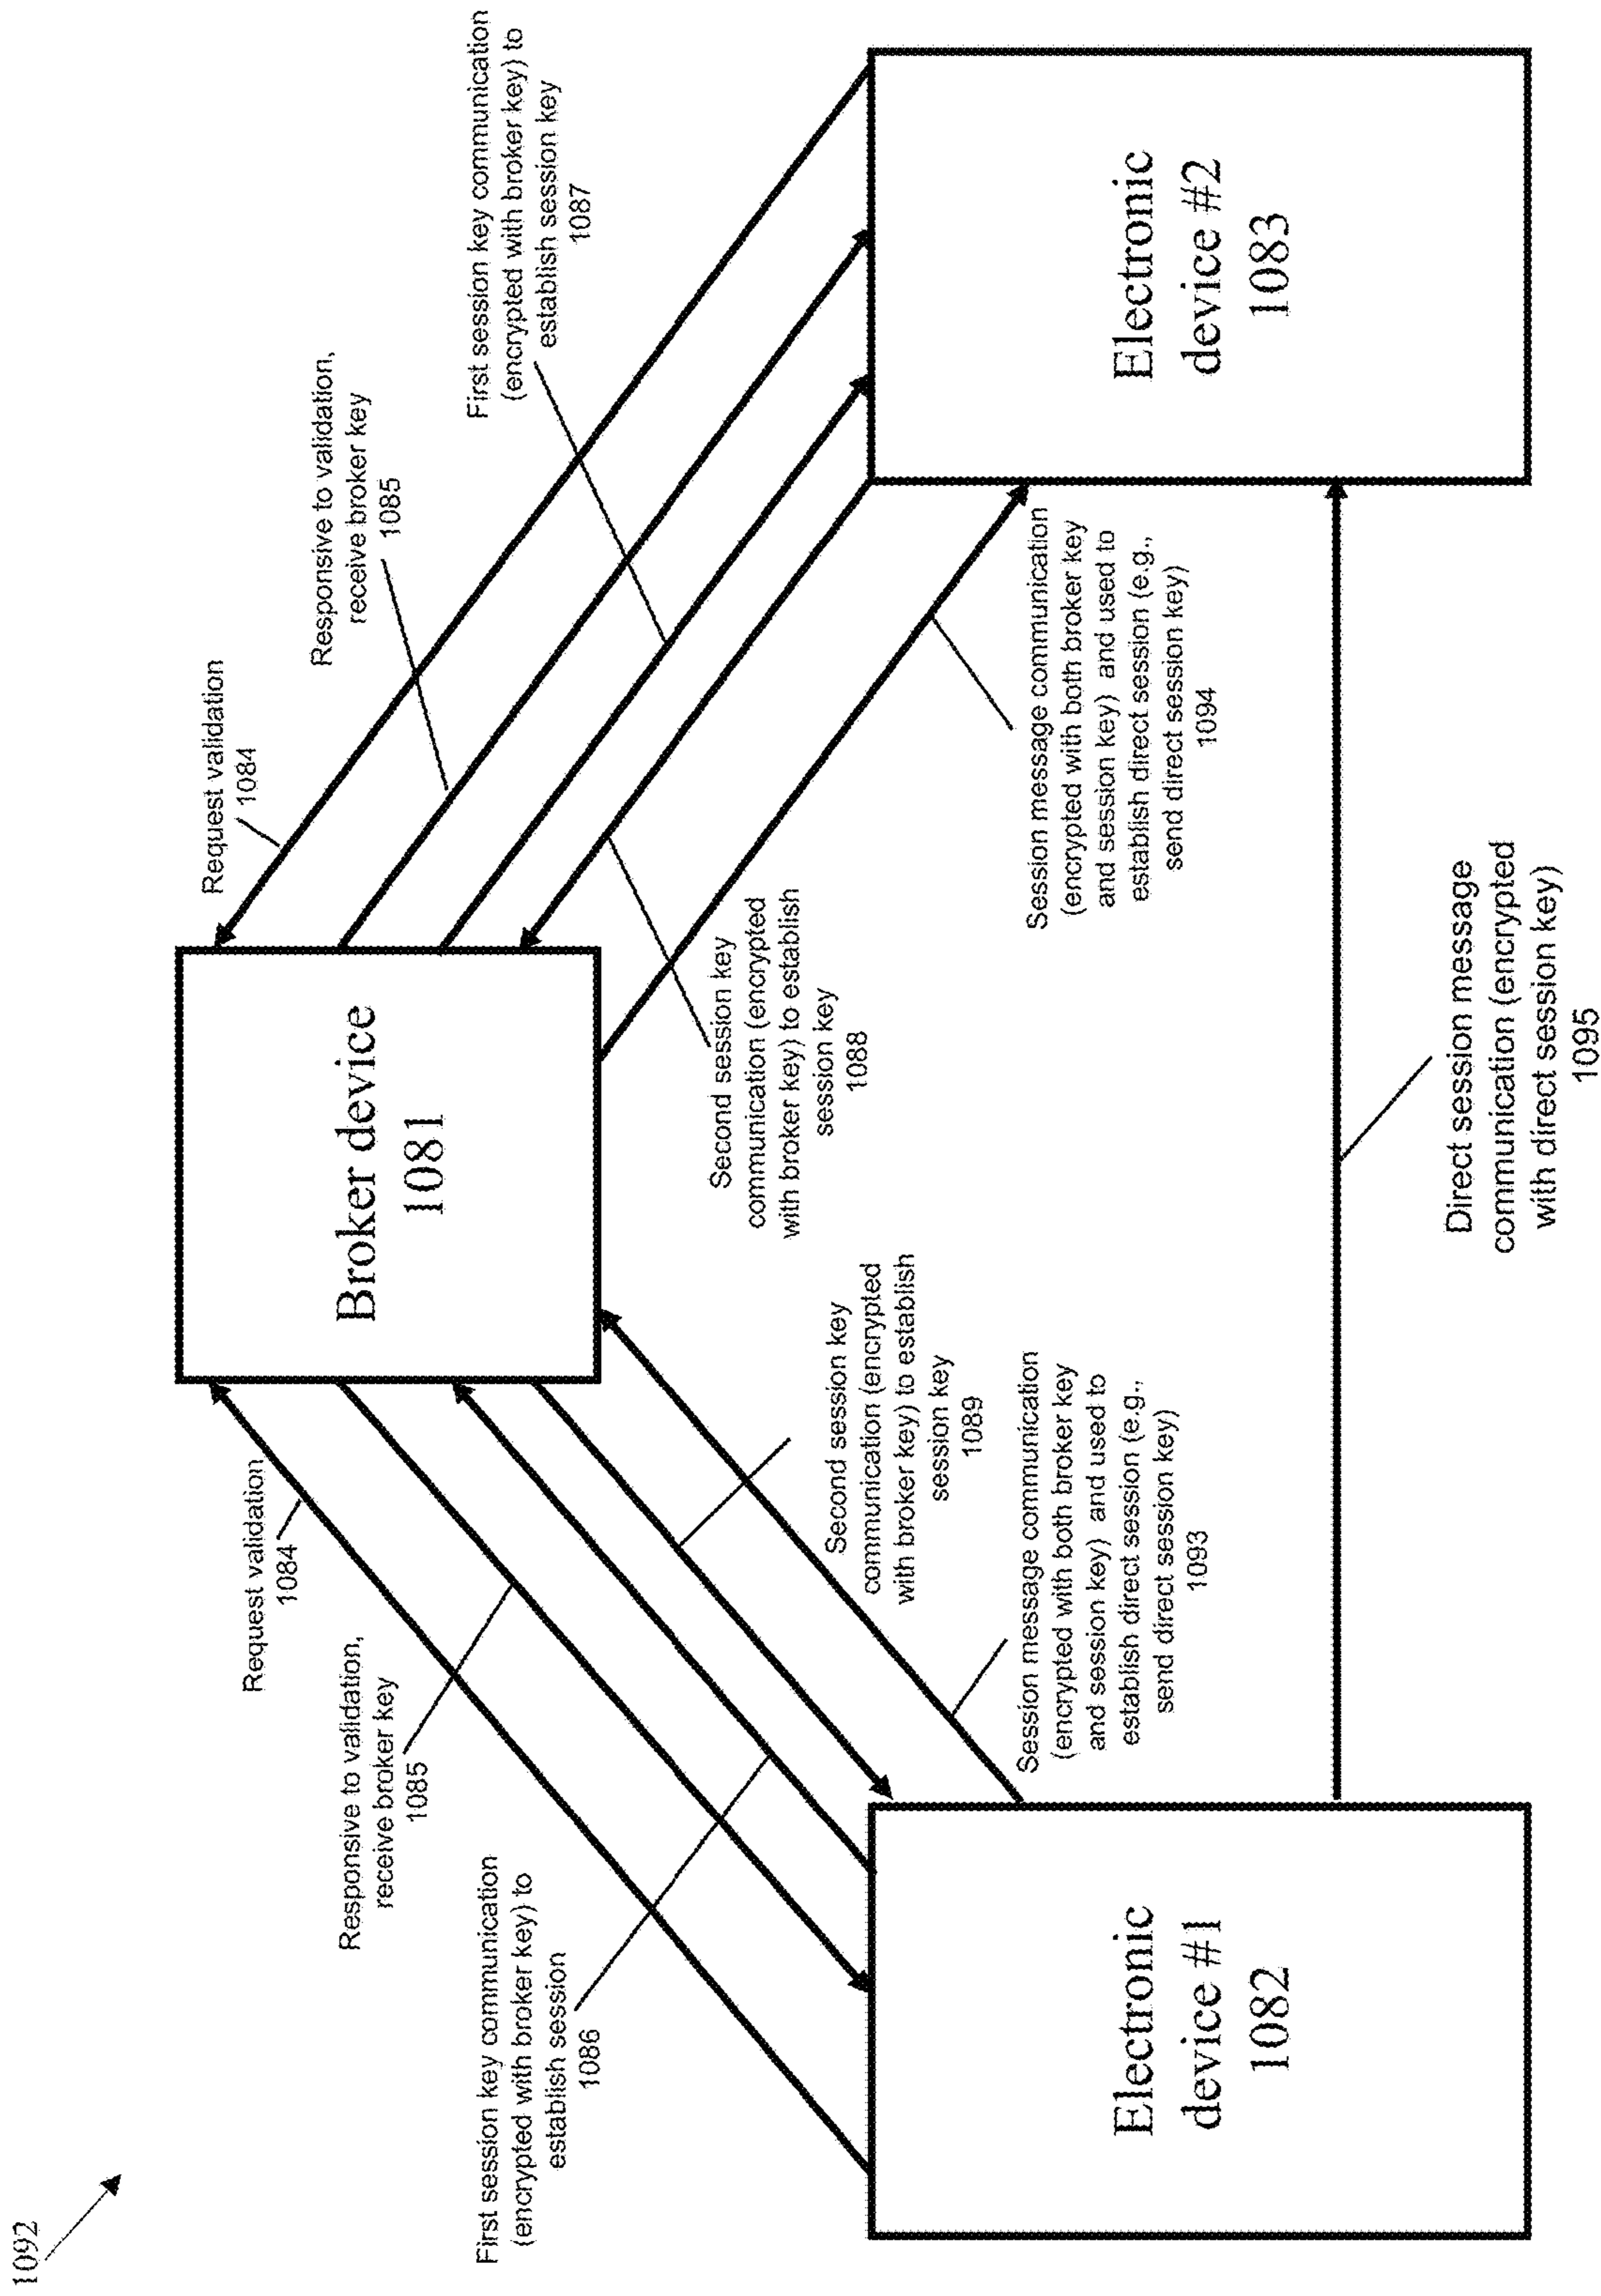 1092
Request validation
1084
Responsive to validation,
receive broker key
1085
First session key communication
(encrypted with broker key) to
establish session
1086
Broker device
1081
Request validation
1084
Responsive to validation,
receive broker key
1085
First session key communication
(encrypted with broker key) to
establish session key
1087
Second session key
communication (encrypted
with broker key) to establish
session key
1089
Second session key
communication (encrypted
with broker key) to establish
session key
1088
Session message communication
(encrypted with both broker key
and session key) and used to
establish direct session (e.g.,
send direct session key)
1093
Session message communication
(encrypted with both broker key
and session key) and used to
establish direct session (e.g.,
send direct session key)
1094
Electronic
device #1
1082
Electronic
device #2
1083
Direct session message
communication (encrypted
with direct session key)
1095